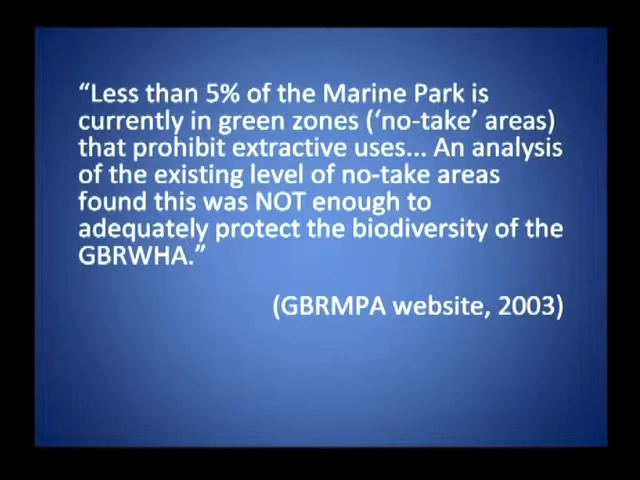 “Less than 5% of the Marine Park is
currently in green zones (‘no-take’ areas)
that prohibit extractive uses... An analysis
of the existing level of no-take areas
found this was NOT enough to
adequately protect the biodiversity of the
GBRWHA.”
(GBRMPA website, 2003)